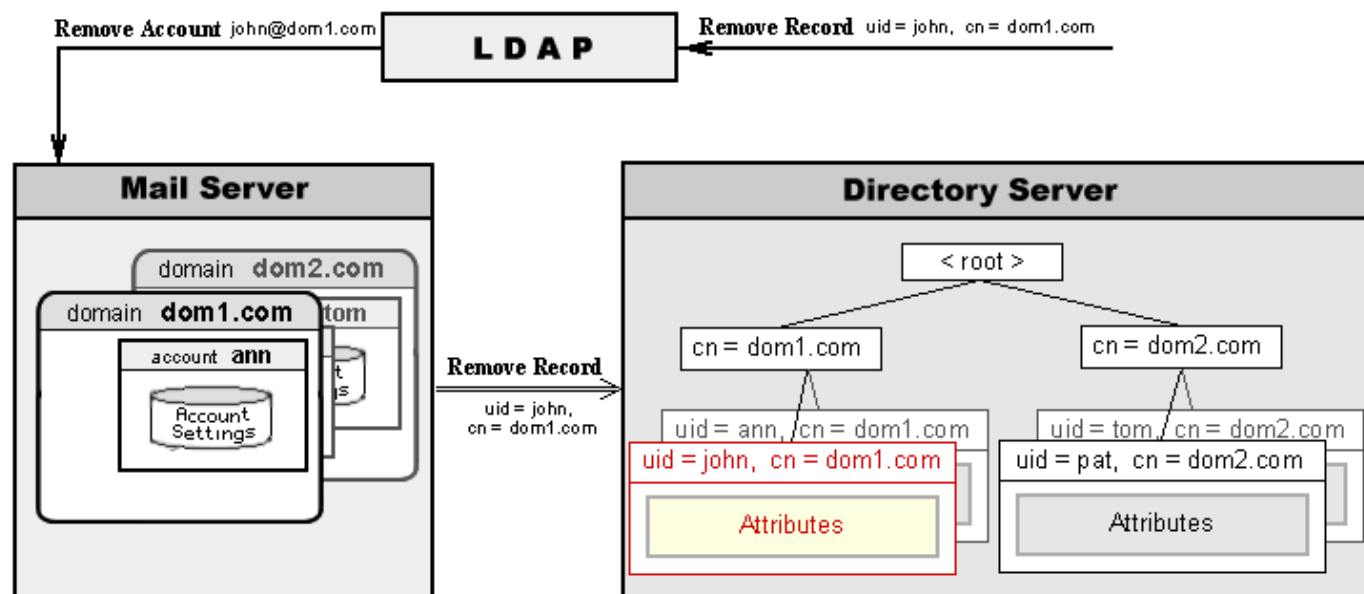 Remove Account john@dom1.com
L D A P
Remove Record uid = john, cn = dom1.com
Mail Server
domain dom2.com
tom
domain dom1.com
account ann
Account
Settings
Remove Record
uid = john,
cn = dom1.com
Directory Server
< root >
cn = dom1.com
cn = dom2.com
uid = ann, cn = dom1.com
uid = tom, cn = dom2.com
uid = john, cn = dom1.com
Attributes
uid = pat, cn = dom2.com
Attributes